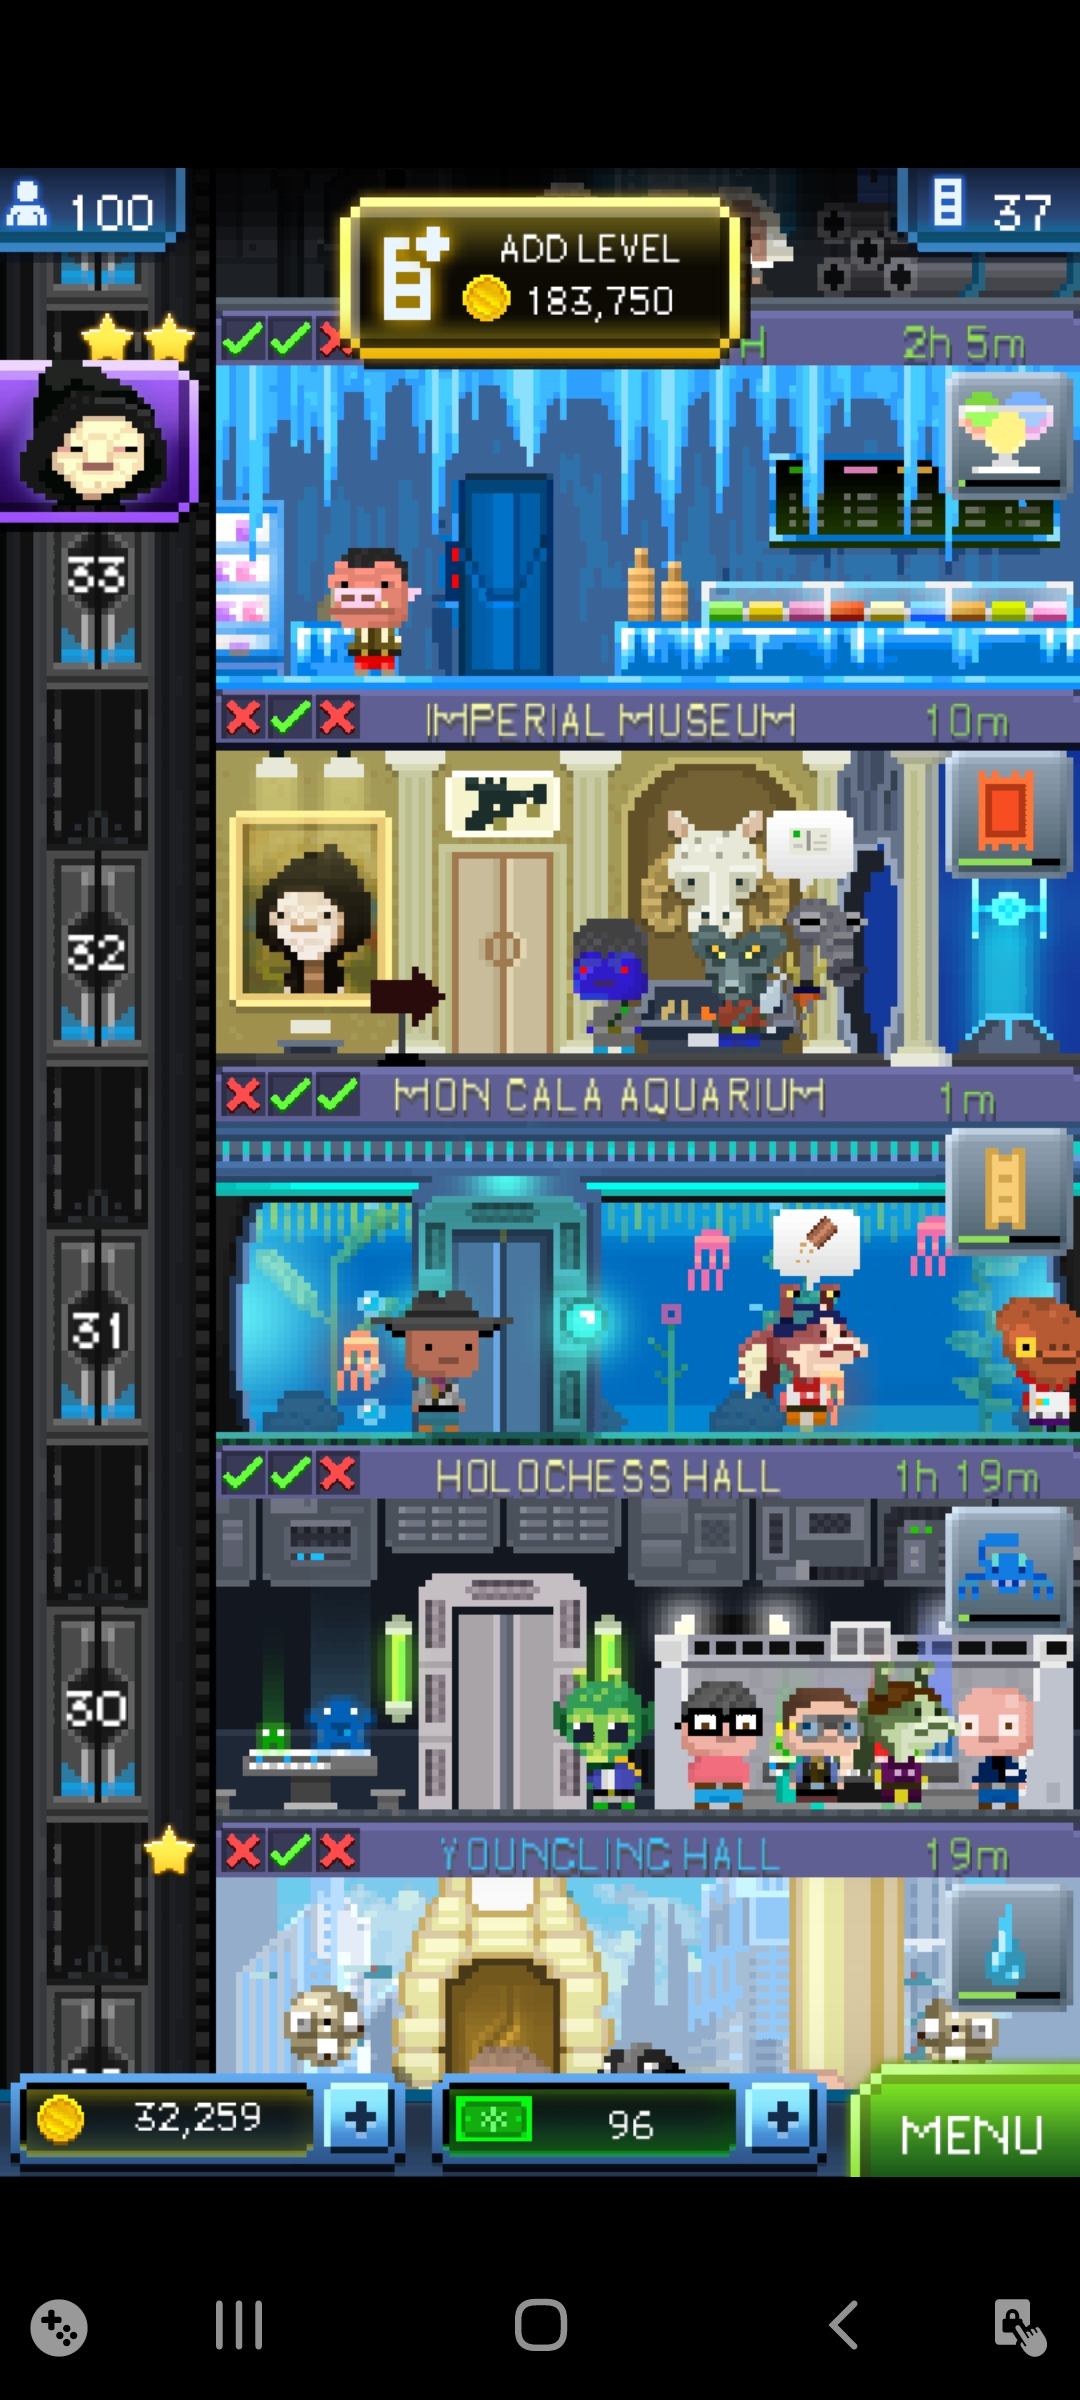 100
37
ADD LEVEL
183,750
H
2h 5m
33
IMPERIAL MUSEUM
10m
32
MON CALA AQUARIUM
1m
31
HOLOCHESS HALL
1h 19m
30
YOUNGLING HALL
19m
32,259
96
MENU